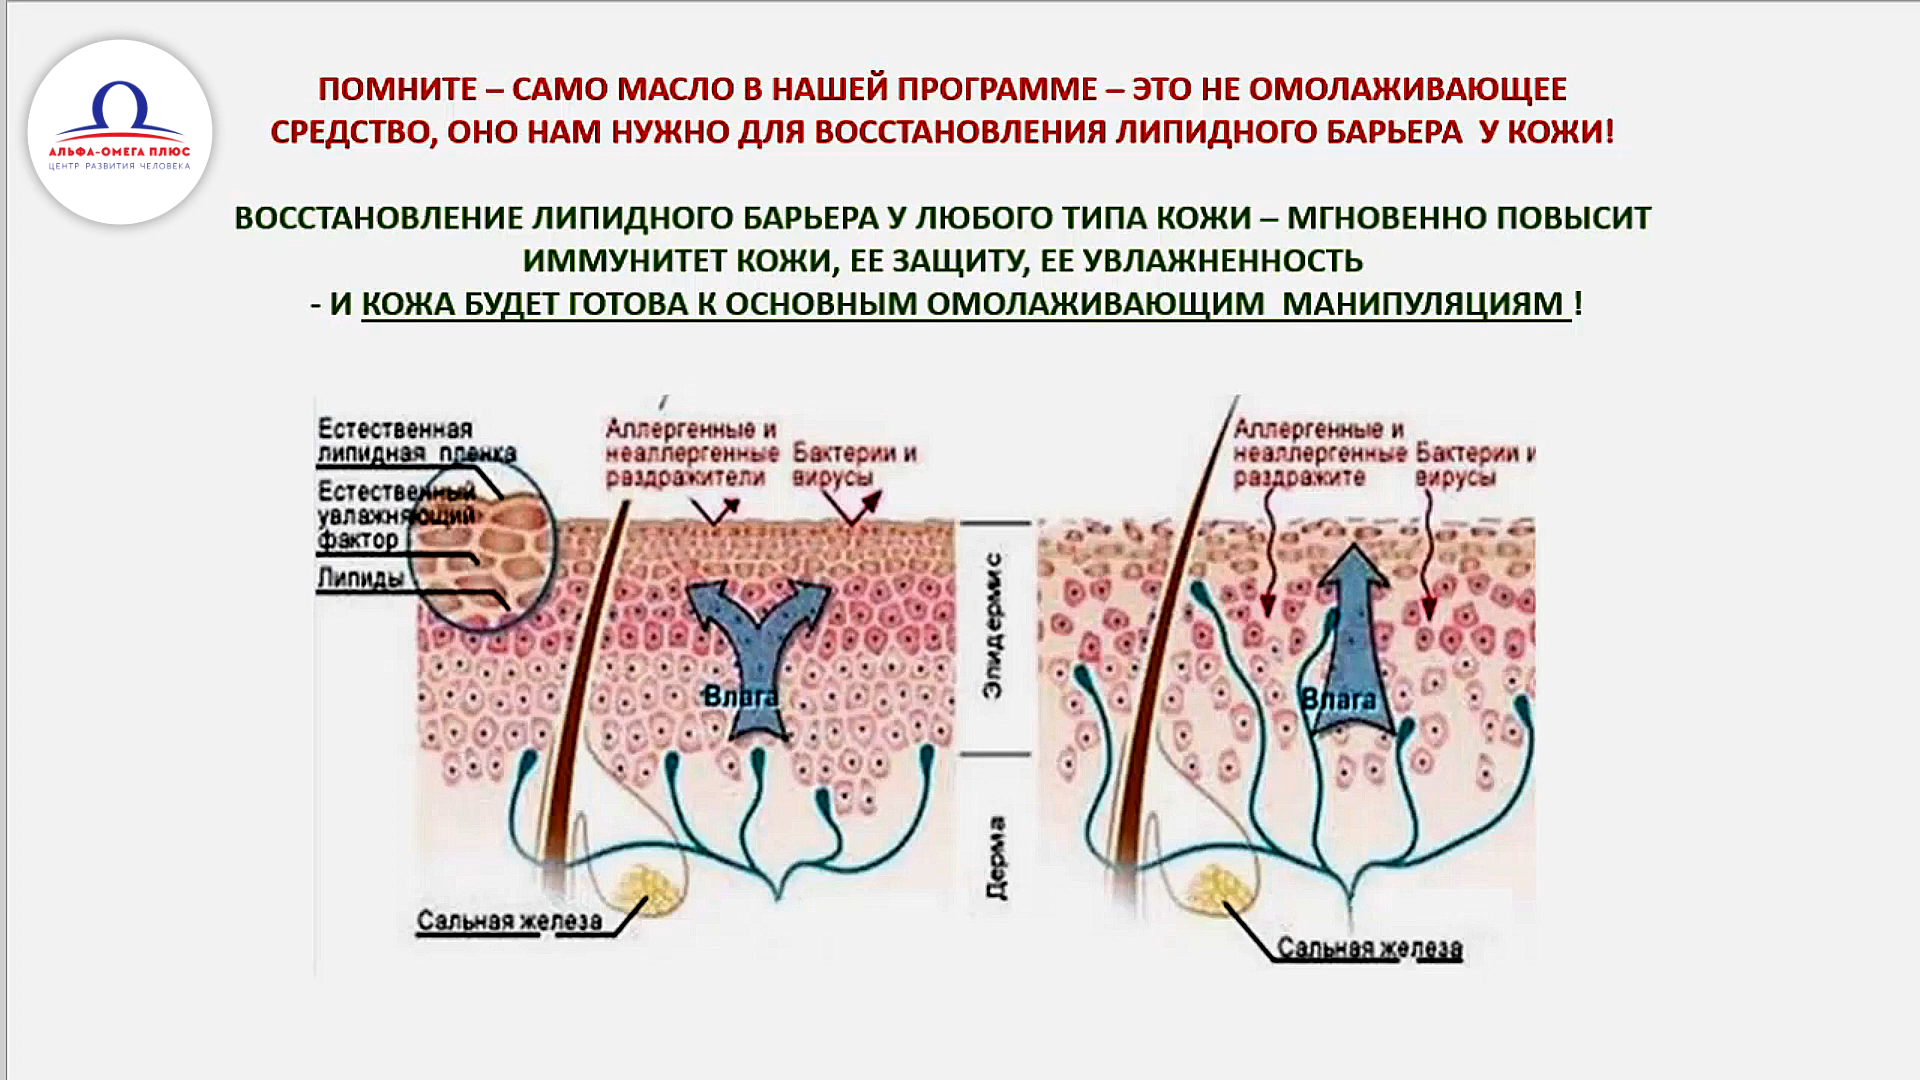 АЛЬФА-ОМЕГА ПЛЮС
ЦЕНТР РАЗВИТИЯ ЧЕЛОВЕКА
ПОМНИТЕ – САМО МАСЛО В НАШЕЙ ПРОГРАММЕ – ЭТО НЕ ОМОЛАЖИВАЮЩЕЕ
СРЕДСТВО, ОНО НАМ НУЖНО ДЛЯ ВОССТАНОВЛЕНИЯ ЛИПИДНОГО БАРЬЕРА У КОЖИ!
ВОССТАНОВЛЕНИЕ ЛИПИДНОГО БАРЬЕРА У ЛЮБОГО ТИПА КОЖИ – МГНОВЕННО ПОВЫСИТ
ИММУНИТЕТ КОЖИ, ЕЕ ЗАЩИТУ, ЕЕ УВЛАЖНЕННОСТЬ
- И КОЖА БУДЕТ ГОТОВА К ОСНОВНЫМ ОМОЛАЖИВАЮЩИМ МАНИПУЛЯЦИЯМ !
Естественная
липидная пленка
Естественный
увлажняющий
фактор
Липиды
Аллергенные и
неаллергенные
раздражители
Бактерии и
вирусы
Влага
Сальная железа
Эпидермис
Дерма
Аллергенные и
неаллергенные
раздражите
Бактерии и
вирусы
Влага
Сальная железа